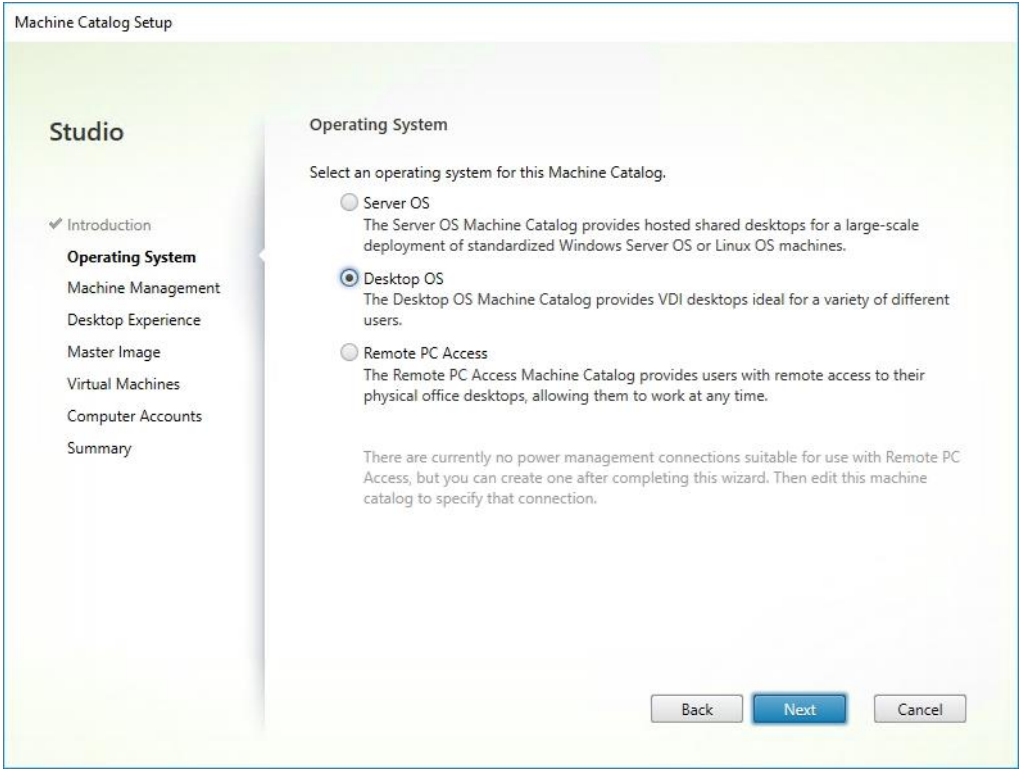 Machine Catalog Setup
Studio
Introduction
Operating System
Machine Management
Desktop Experience
Master Image
Virtual Machines
Computer Accounts
Summary
Operating System
Select an operating system for this Machine Catalog.
Server OS
The Server OS Machine Catalog provides hosted shared desktops for a large-scale
deployment of standardized Windows Server OS or Linux OS machines.
Desktop OS
The Desktop OS Machine Catalog provides VDI desktops ideal for a variety of different
users.
Remote PC Access
The Remote PC Access Machine Catalog provides users with remote access to their
physical office desktops, allowing them to work at any time.
There are currently no power management connections suitable for use with Remote PC
Access, but you can create one after completing this wizard. Then edit this machine
catalog to specify that connection.
Back
Next
Cancel